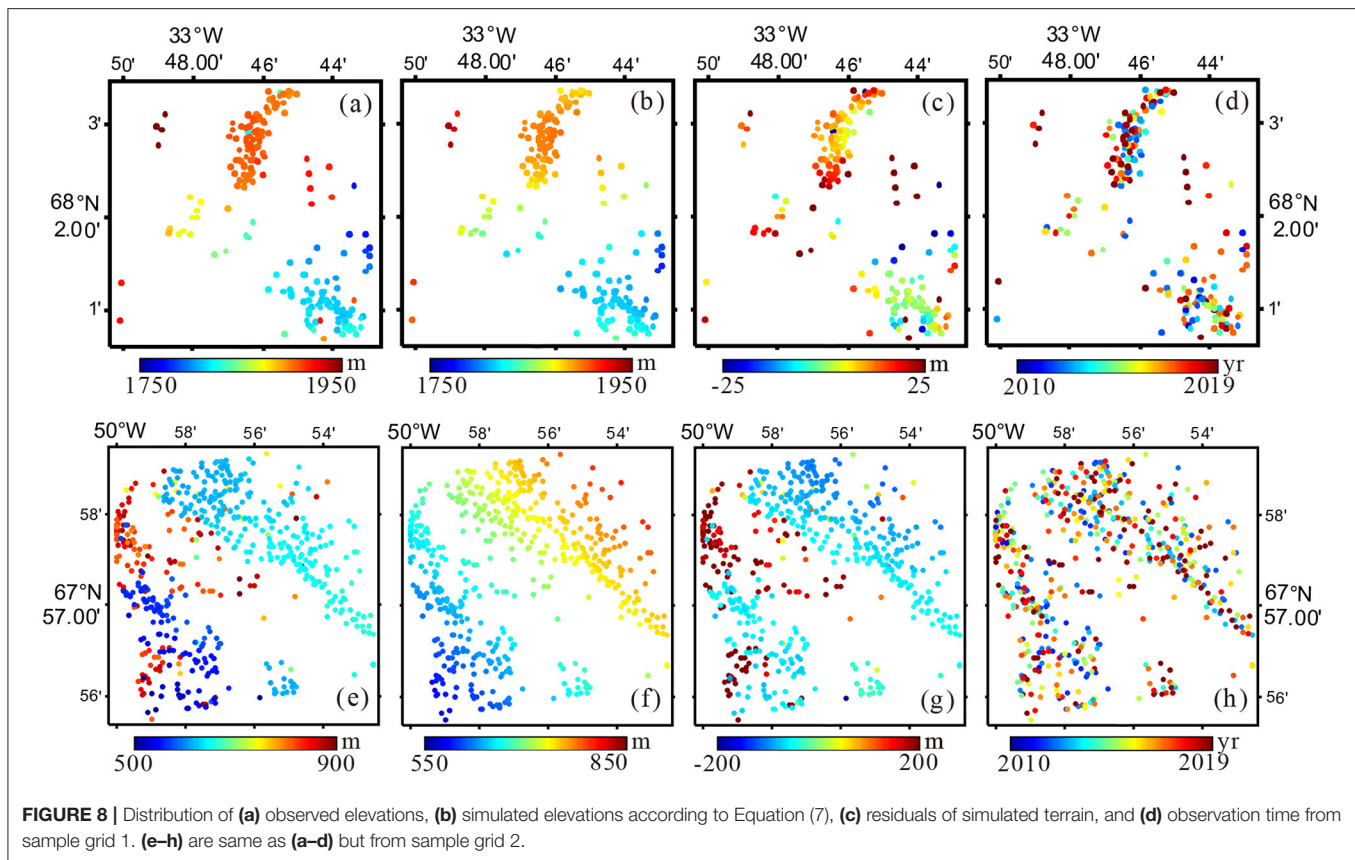 33°W 33°W 33°W 33°W
50' 48.00' 46' 44' 50' 48.00' 46' 44' 50' 48.00' 46' 44' 50' 48.00' 46' 44'
(a) (b) (c) (d)
3' 3'
68°N 68°N
2.00' 2.00'
1' 1'
m m m yr
1750 1950 1750 1950 -25 25 2010 2019
50°W 58' 56' 54' 50°W 58' 56' 54' 50°W 58' 56' 54' 50°W 58' 56' 54'
58' 58'
67°N 67°N
57.00' 57.00'
56' 56'
(e) (f) (g) (h)
m m m yr
500 900 550 850 -200 200 2010 2019
FIGURE 8 | Distribution of (a) observed elevations, (b) simulated elevations according to Equation (7), (c) residuals of simulated terrain, and (d) observation time from
sample grid 1. (e–h) are same as (a–d) but from sample grid 2.